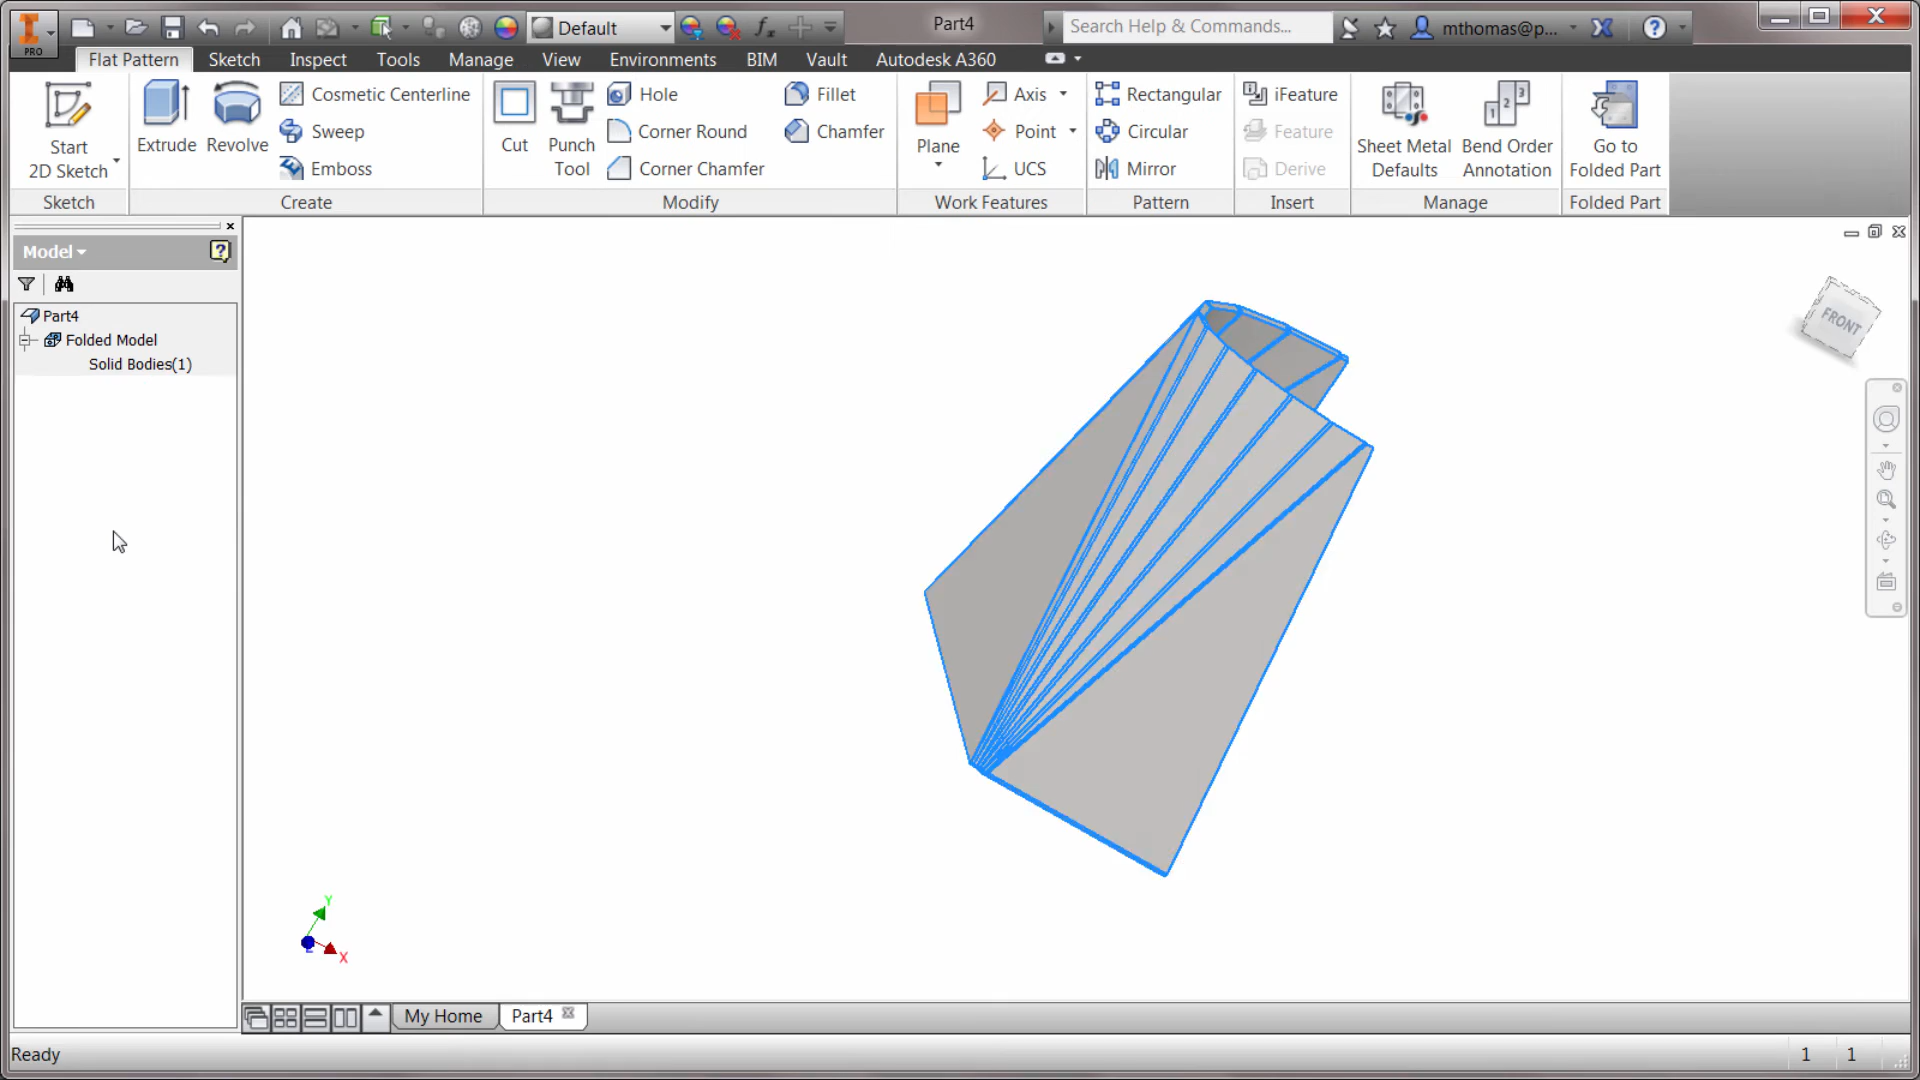 PRO
Default
Part4
Search Help & Commands...
mthomas@p...
Flat Pattern Sketch Inspect Tools Manage View Environments BIM Vault Autodesk A360
Start
2D Sketch
Extrude
Revolve
Cosmetic Centerline
Sweep
Emboss
Cut
Punch
Tool
Hole
Corner Round
Corner Chamfer
Fillet
Chamfer
Plane
Axis
Point
UCS
Rectangular
Circular
Mirror
iFeature
Feature
Derive
Sheet Metal
Defaults
Bend Order
Annotation
Go to
Folded Part
Sketch Create Modify Work Features Pattern Insert Manage Folded Part
Model
Part4
Folded Model
Solid Bodies(1)
FRONT
Y
X
My Home
Part4
Ready
1 1